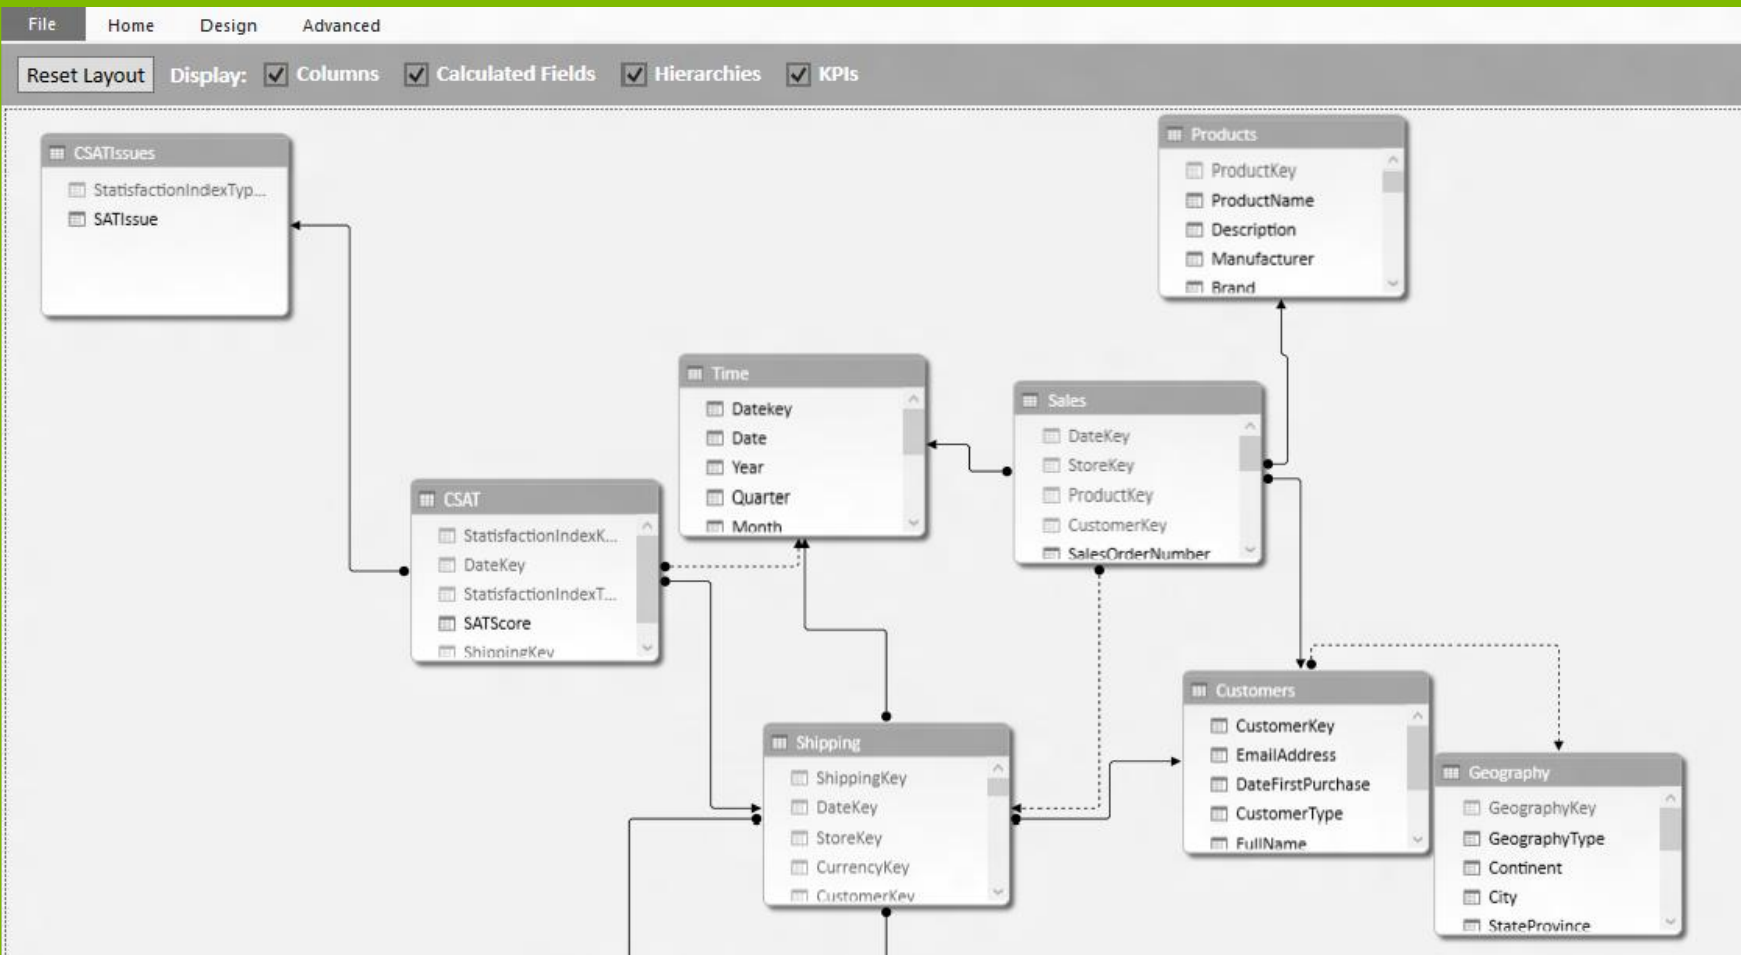 File Home Design Advanced
Reset Layout Display: Columns Calculated Fields Hierarchies KPIs
CSATIssues
StatisfactionIndexTyp...
SATIssue
Products
ProductKey
ProductName
Description
Manufacturer
Brand
Time
Datekey
Date
Year
Quarter
Month
Sales
DateKey
StoreKey
ProductKey
CustomerKey
SalesOrderNumber
CSAT
StatisfactionIndexK...
DateKey
StatisfactionIndexT...
SATScore
ShippingKey
Shipping
ShippingKey
DateKey
StoreKey
CurrencyKey
CustomerKey
Customers
CustomerKey
EmailAddress
DateFirstPurchase
CustomerType
FullName
Geography
GeographyKey
GeographyType
Continent
City
StateProvince